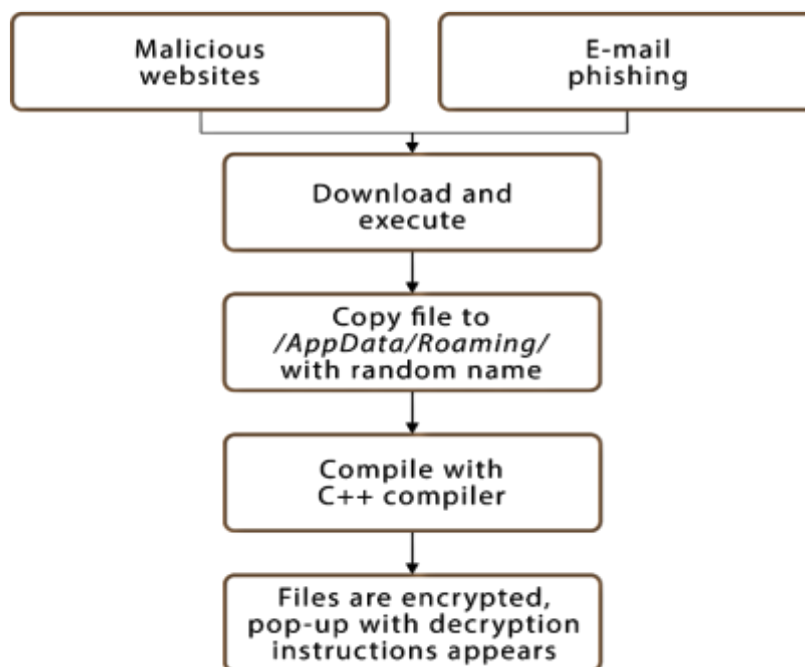 Malicious
websites
E-mail
phishing
Download and
execute
Copy file to
/AppData/Roaming/
with random name
Compile with
C++ compiler
Files are encrypted,
pop-up with decryption
instructions appears